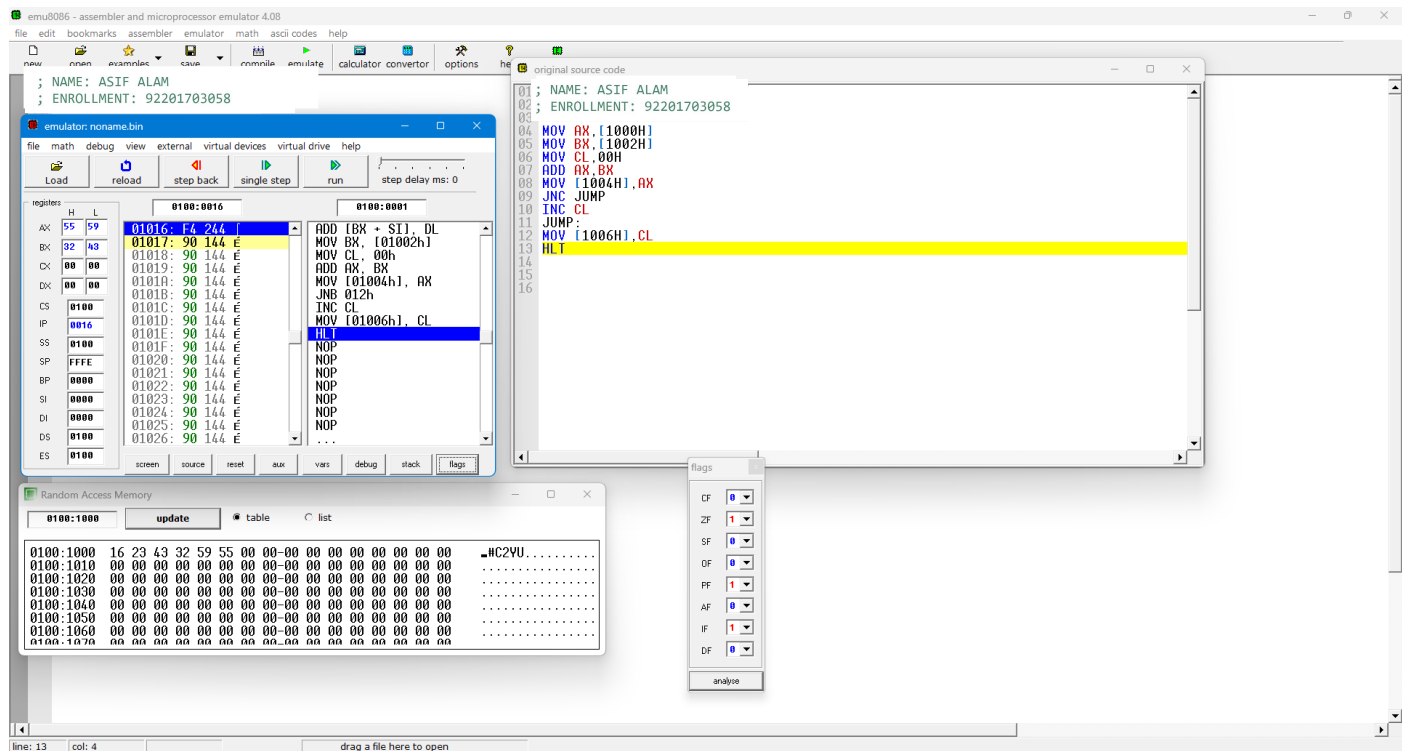 emu8086 - assembler and microprocessor emulator 4.08
file edit bookmarks assembler emulator math ascii codes help
new open examples save compile emulate calculator convertor options he
; NAME: ASIF ALAM
; ENROLLMENT: 92201703058
emulator: noname.bin
file math debug view external virtual devices virtual drive help
Load reload step back single step run step delay ms: 0
registers
H L
AX 55 59
BX 32 43
CX 00 00
DX 00 00
CS 0100
IP 0016
SS 0100
SP FFFE
BP 0000
SI 0000
DI 0000
DS 0100
ES 0100
0100:0016
01016: F4 244 ⌠
01017: 90 144 É
01018: 90 144 É
01019: 90 144 É
0101A: 90 144 É
0101B: 90 144 É
0101C: 90 144 É
0101D: 90 144 É
0101E: 90 144 É
0101F: 90 144 É
01020: 90 144 É
01021: 90 144 É
01022: 90 144 É
01023: 90 144 É
01024: 90 144 É
01025: 90 144 É
01026: 90 144 É
0100:0001
ADD [BX + SI], DL
MOV BX, [01002h]
MOV CL, 00h
ADD AX, BX
MOV [01004h], AX
JNB 012h
INC CL
MOV [01006h], CL
HLT
NOP
NOP
NOP
NOP
NOP
NOP
NOP
...
screen source reset aux vars debug stack flags
original source code
01 ; NAME: ASIF ALAM
02 ; ENROLLMENT: 92201703058
03
04 MOV AX,[1000H]
05 MOV BX,[1002H]
06 MOV CL,00H
07 ADD AX,BX
08 MOV [1004H],AX
09 JNC JUMP
10 INC CL
11 JUMP:
12 MOV [1006H],CL
13 HLT
14
15
16
Random Access Memory
0100:1000 update table list
0100:1000 16 23 43 32 59 55 00 00-00 00 00 00 00 00 00 00 ▬#C2YU..........
0100:1010 00 00 00 00 00 00 00 00-00 00 00 00 00 00 00 00 ................
0100:1020 00 00 00 00 00 00 00 00-00 00 00 00 00 00 00 00 ................
0100:1030 00 00 00 00 00 00 00 00-00 00 00 00 00 00 00 00 ................
0100:1040 00 00 00 00 00 00 00 00-00 00 00 00 00 00 00 00 ................
0100:1050 00 00 00 00 00 00 00 00-00 00 00 00 00 00 00 00 ................
0100:1060 00 00 00 00 00 00 00 00-00 00 00 00 00 00 00 00 ................
0100:1070 00 00 00 00 00 00 00 00-00 00 00 00 00 00 00 00 ................
flags
CF 0
ZF 1
SF 0
OF 0
PF 1
AF 0
IF 1
DF 0
analyse
line: 13 col: 4 drag a file here to open